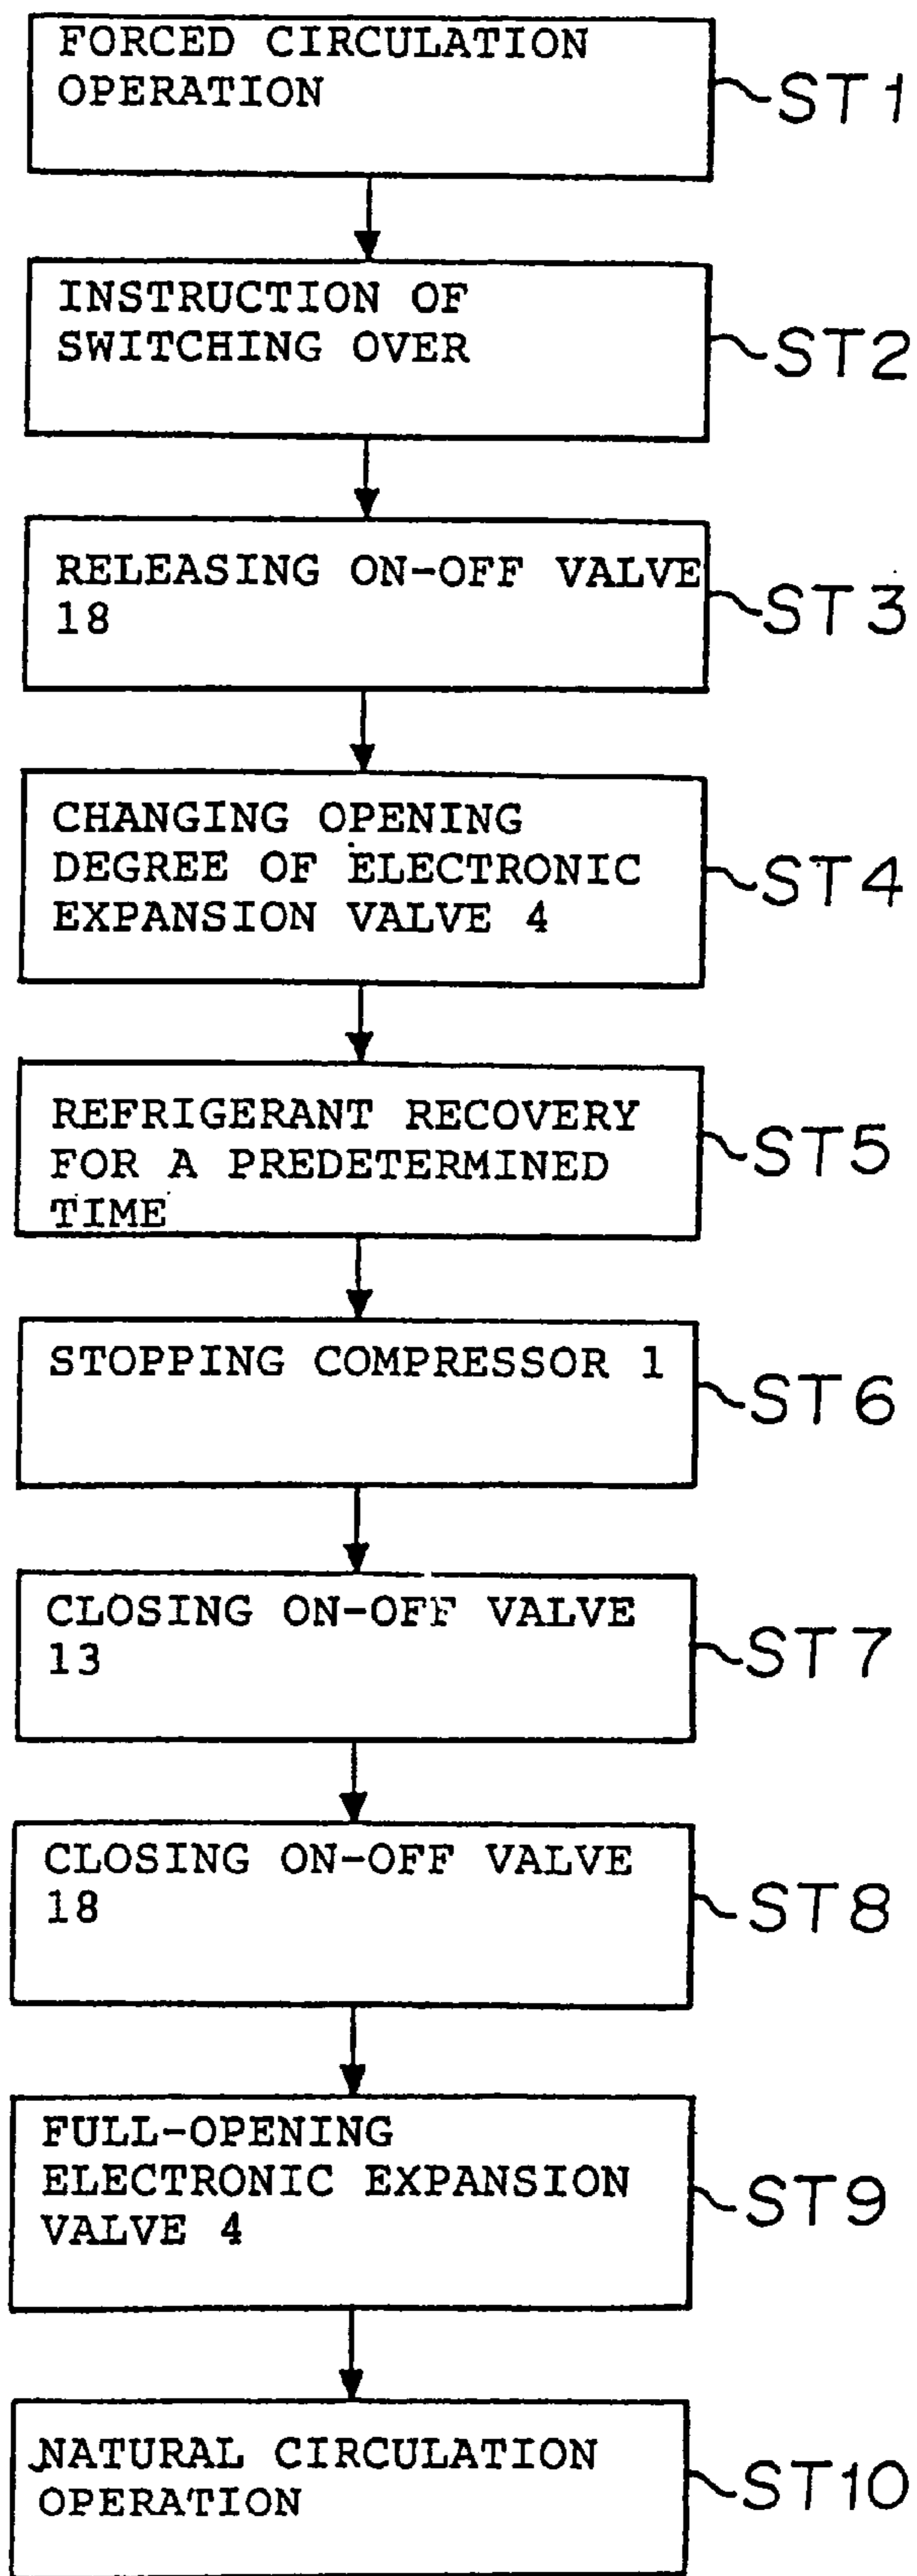 FORCED CIRCULATION
OPERATION
ST1
INSTRUCTION OF
SWITCHING OVER
ST2
RELEASING ON-OFF VALVE
18
ST3
CHANGING OPENING
DEGREE OF ELECTRONIC
EXPANSION VALVE 4
ST4
REFRIGERANT RECOVERY
FOR A PREDETERMINED
TIME
ST5
STOPPING COMPRESSOR 1
ST6
CLOSING ON-OFF VALVE
13
ST7
CLOSING ON-OFF VALVE
18
ST8
FULL-OPENING
ELECTRONIC EXPANSION
VALVE 4
ST9
NATURAL CIRCULATION
OPERATION
ST10